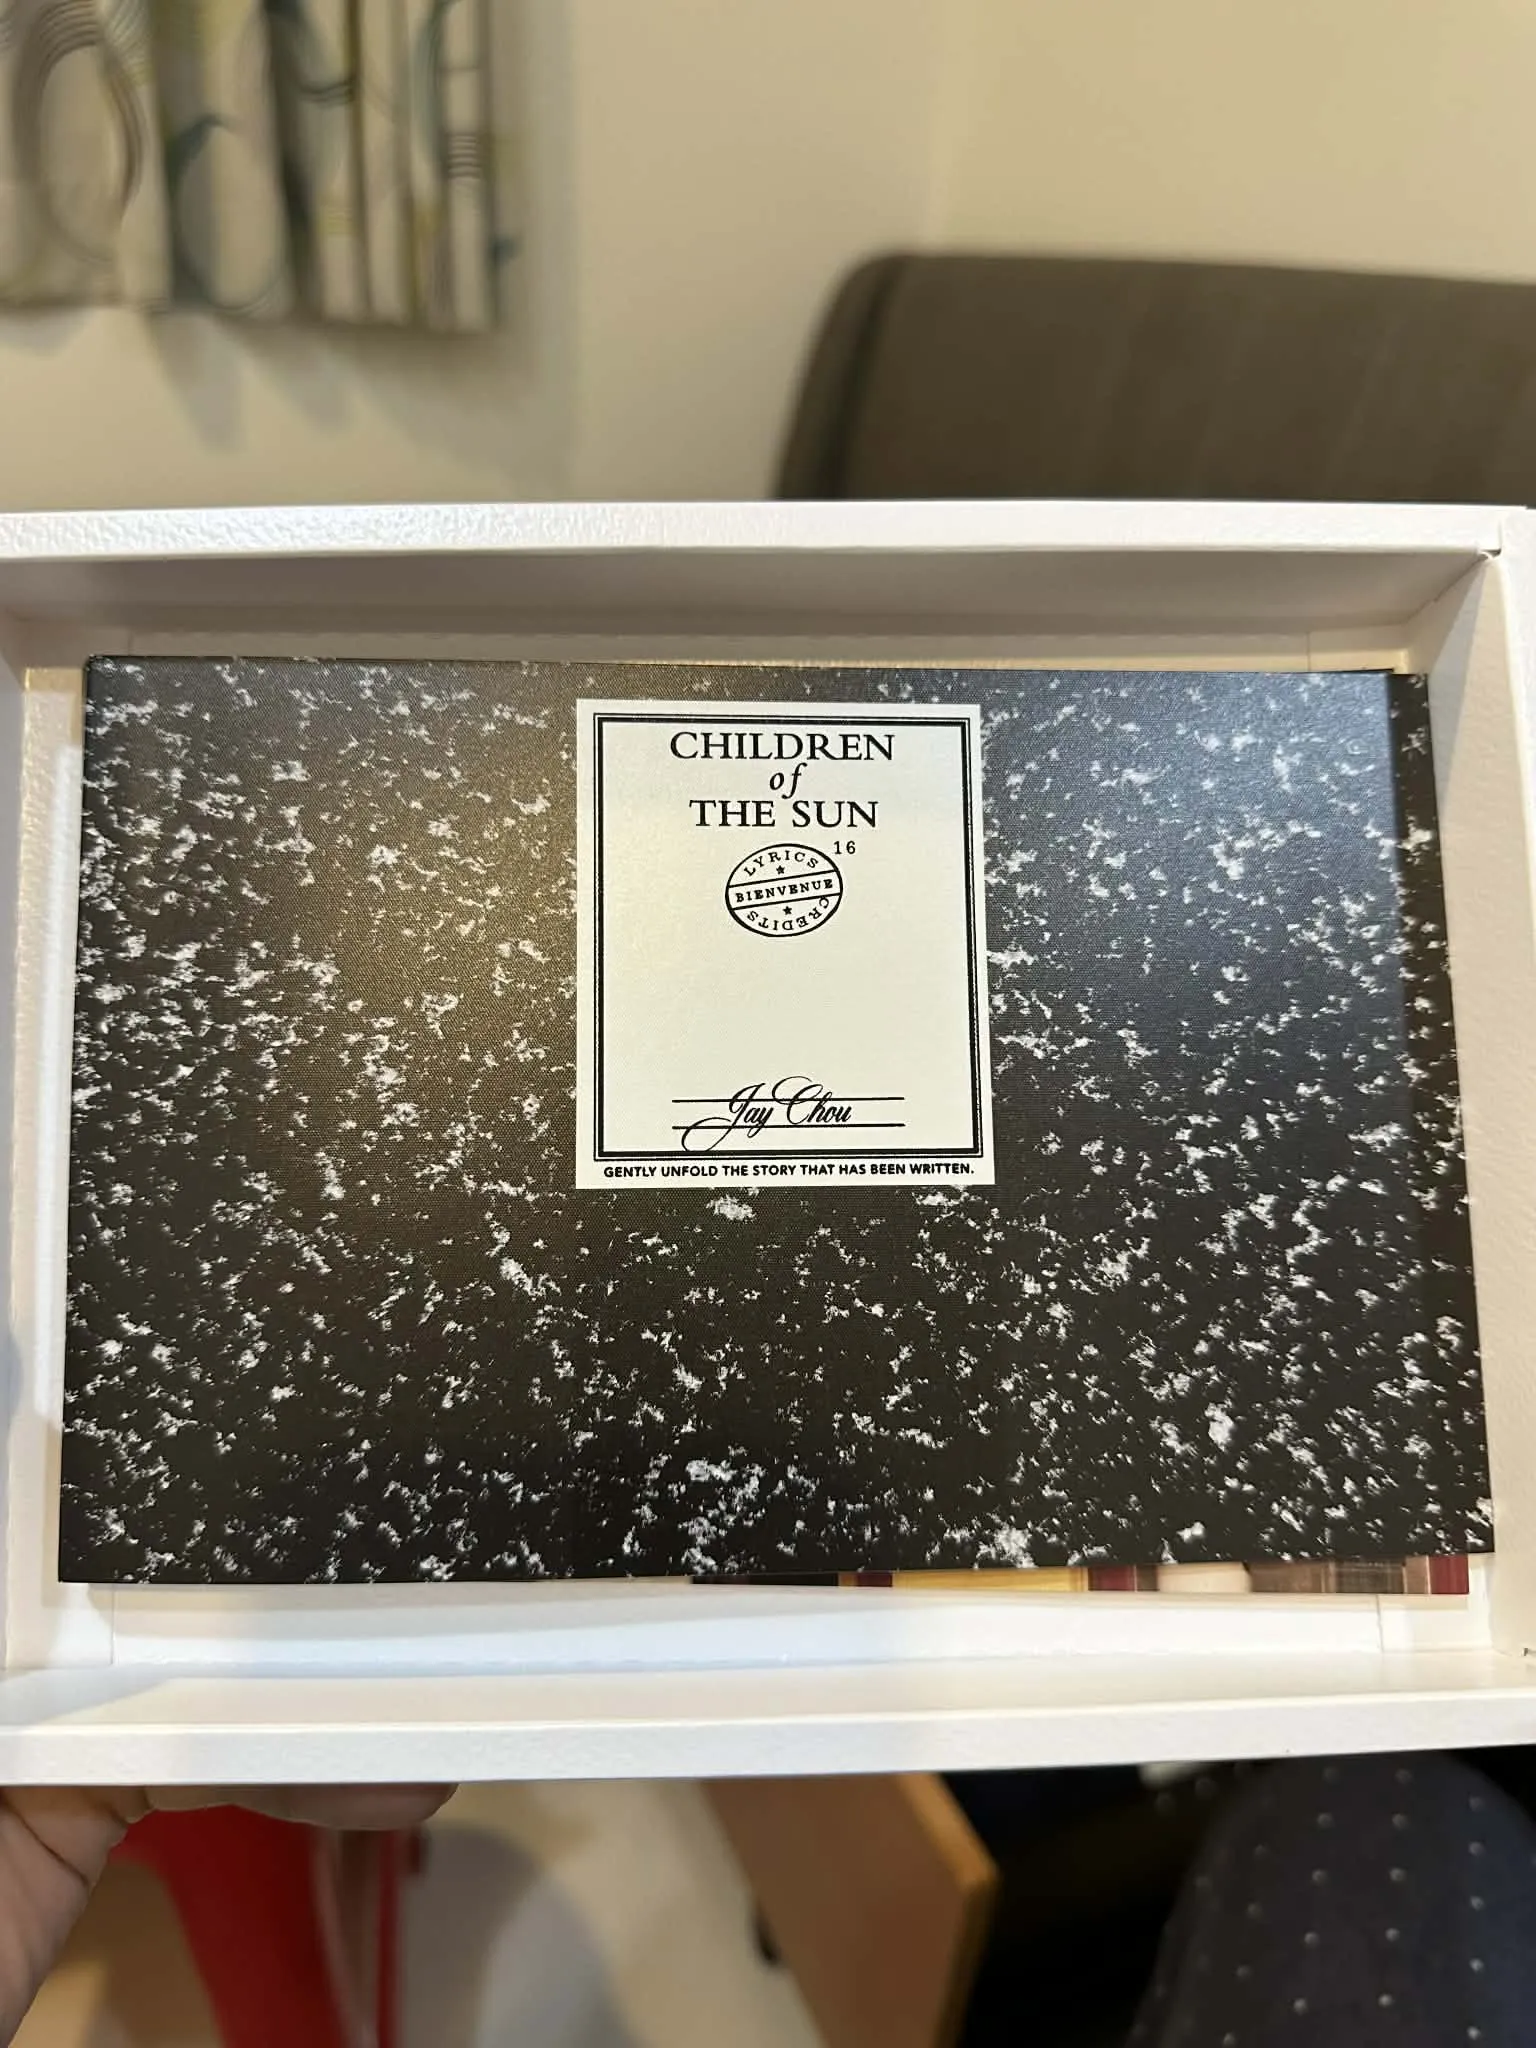 CHILDREN
of
THE SUN
16
LYRICS
BIENVENUE
CREDITS
Jay Chou
GENTLY UNFOLD THE STORY THAT HAS BEEN WRITTEN.